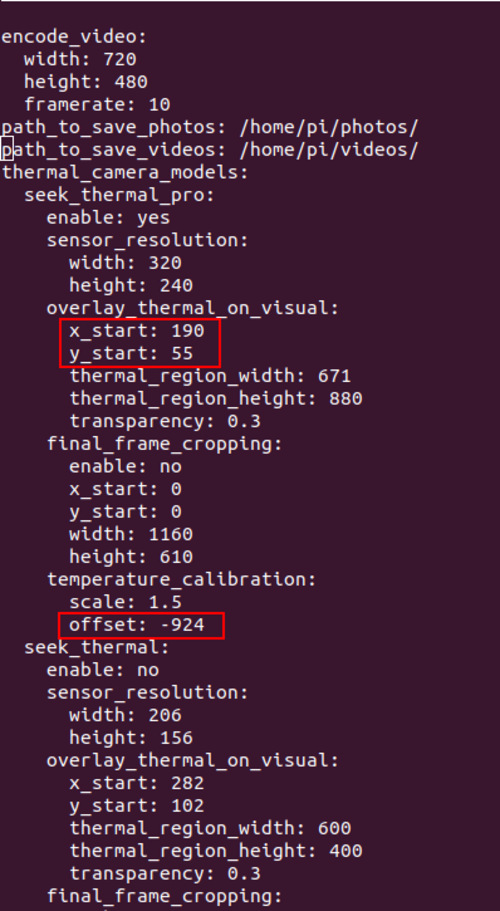 encode_video:
  width: 720
  height: 480
  framerate: 10
path_to_save_photos: /home/pi/photos/
path_to_save_videos: /home/pi/videos/
thermal_camera_models:
  seek_thermal_pro:
    enable: yes
    sensor_resolution:
      width: 320
      height: 240
    overlay_thermal_on_visual:
      x_start: 190
      y_start: 55
      thermal_region_width: 671
      thermal_region_height: 880
      transparency: 0.3
    final_frame_cropping:
      enable: no
      x_start: 0
      y_start: 0
      width: 1160
      height: 610
    temperature_calibration:
      scale: 1.5
      offset: -924
  seek_thermal:
    enable: no
    sensor_resolution:
      width: 206
      height: 156
    overlay_thermal_on_visual:
      x_start: 282
      y_start: 102
      thermal_region_width: 600
      thermal_region_height: 400
      transparency: 0.3
    final_frame_cropping: